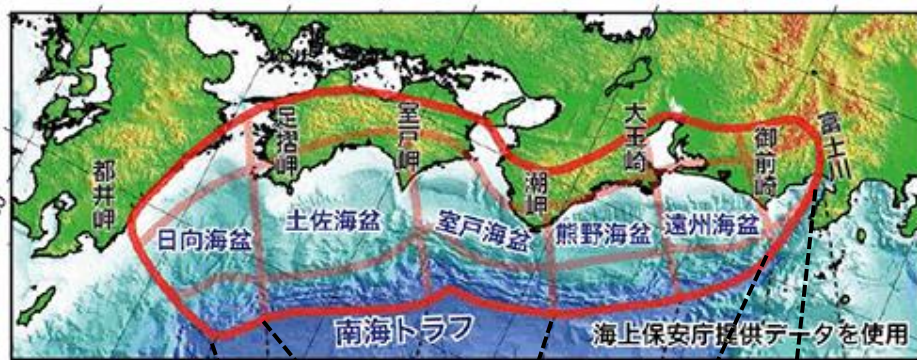 都井岬
足摺岬
室戸岬
潮岬
大王崎
御前崎
富士川
日向海盆
土佐海盆
室戸海盆
熊野海盆
遠州海盆
南海トラフ
海上保安庁提供データを使用